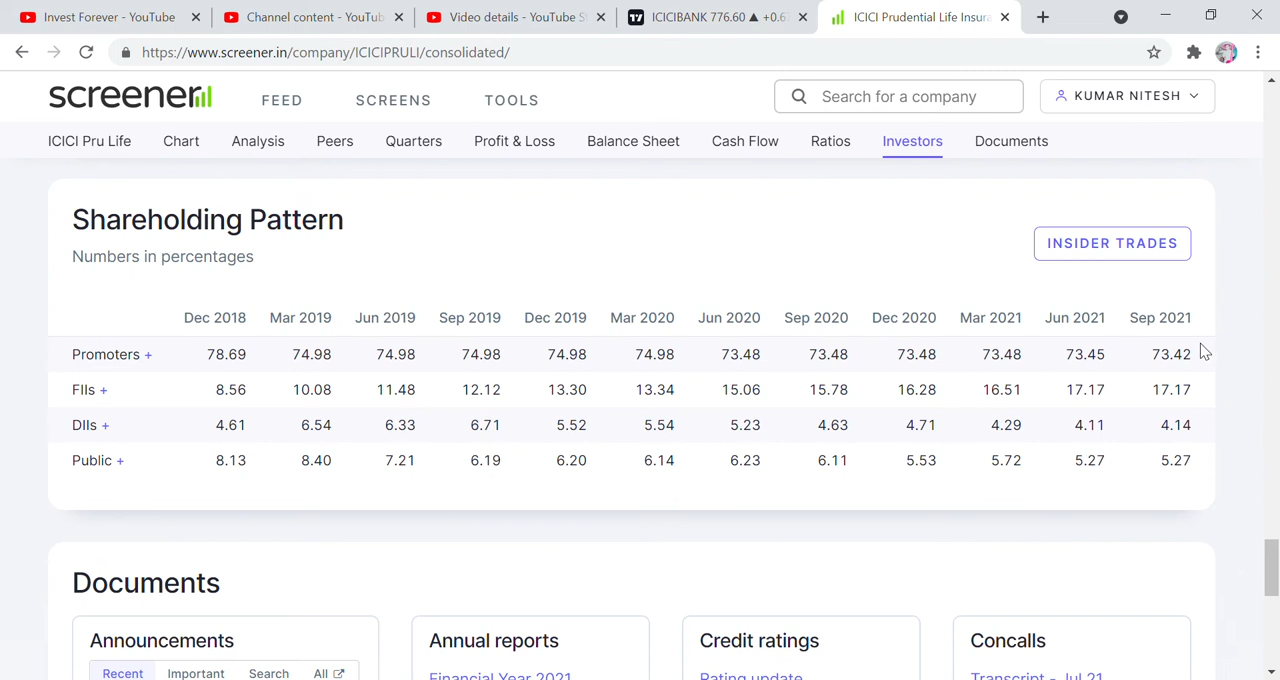 Invest Forever - YouTube
Channel content - YouTub
Video details - YouTube S
ICICIBANK 776.60 ▲ +0.6
ICICI Prudential Life Insura
https://www.screener.in/company/ICICIPRULI/consolidated/
screener
FEED SCREENS TOOLS
Search for a company
KUMAR NITESH
ICICI Pru Life Chart Analysis Peers Quarters Profit & Loss Balance Sheet Cash Flow Ratios Investors Documents
Shareholding Pattern
Numbers in percentages
INSIDER TRADES
Dec 2018 Mar 2019 Jun 2019 Sep 2019 Dec 2019 Mar 2020 Jun 2020 Sep 2020 Dec 2020 Mar 2021 Jun 2021 Sep 2021
Promoters + 78.69 74.98 74.98 74.98 74.98 74.98 73.48 73.48 73.48 73.48 73.45 73.42
FIIs + 8.56 10.08 11.48 12.12 13.30 13.34 15.06 15.78 16.28 16.51 17.17 17.17
DIIs + 4.61 6.54 6.33 6.71 5.52 5.54 5.23 4.63 4.71 4.29 4.11 4.14
Public + 8.13 8.40 7.21 6.19 6.20 6.14 6.23 6.11 5.53 5.72 5.27 5.27
Documents
Announcements
Recent Important Search All
Annual reports
Financial Year 2021
Credit ratings
Rating update
Concalls
Transcript - Jul 21